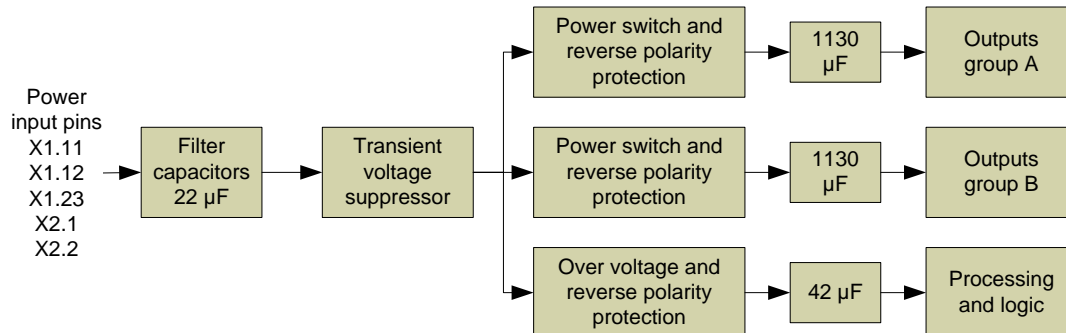 Power
input pins
X1.11
X1.12
X1.23
X2.1
X2.2
Filter
capacitors
22 µF
Transient
voltage
suppressor
Power switch and
reverse polarity
protection
1130
µF
Outputs
group A
Power switch and
reverse polarity
protection
1130
µF
Outputs
group B
Over voltage and
reverse polarity
protection
42 µF
Processing
and logic